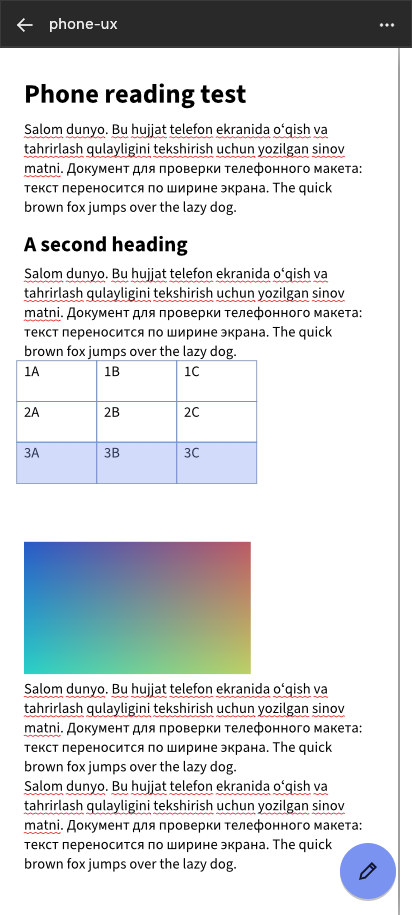 phone-ux
Phone reading test
Salom dunyo. Bu hujjat telefon ekranida oʻqish va
tahrirlash qulayligini tekshirish uchun yozilgan sinov
matni. Документ для проверки телефонного макета:
текст переносится по ширине экрана. The quick
brown fox jumps over the lazy dog.
A second heading
Salom dunyo. Bu hujjat telefon ekranida oʻqish va
tahrirlash qulayligini tekshirish uchun yozilgan sinov
matni. Документ для проверки телефонного макета:
текст переносится по ширине экрана. The quick
brown fox jumps over the lazy dog.
1A 1B 1C
2A 2B 2C
3A 3B 3C
Salom dunyo. Bu hujjat telefon ekranida oʻqish va
tahrirlash qulayligini tekshirish uchun yozilgan sinov
matni. Документ для проверки телефонного макета:
текст переносится по ширине экрана. The quick
brown fox jumps over the lazy dog.
Salom dunyo. Bu hujjat telefon ekranida oʻqish va
tahrirlash qulayligini tekshirish uchun yozilgan sinov
matni. Документ для проверки телефонного макета:
текст переносится по ширине экрана. The quick
brown fox jumps over the lazy dog.